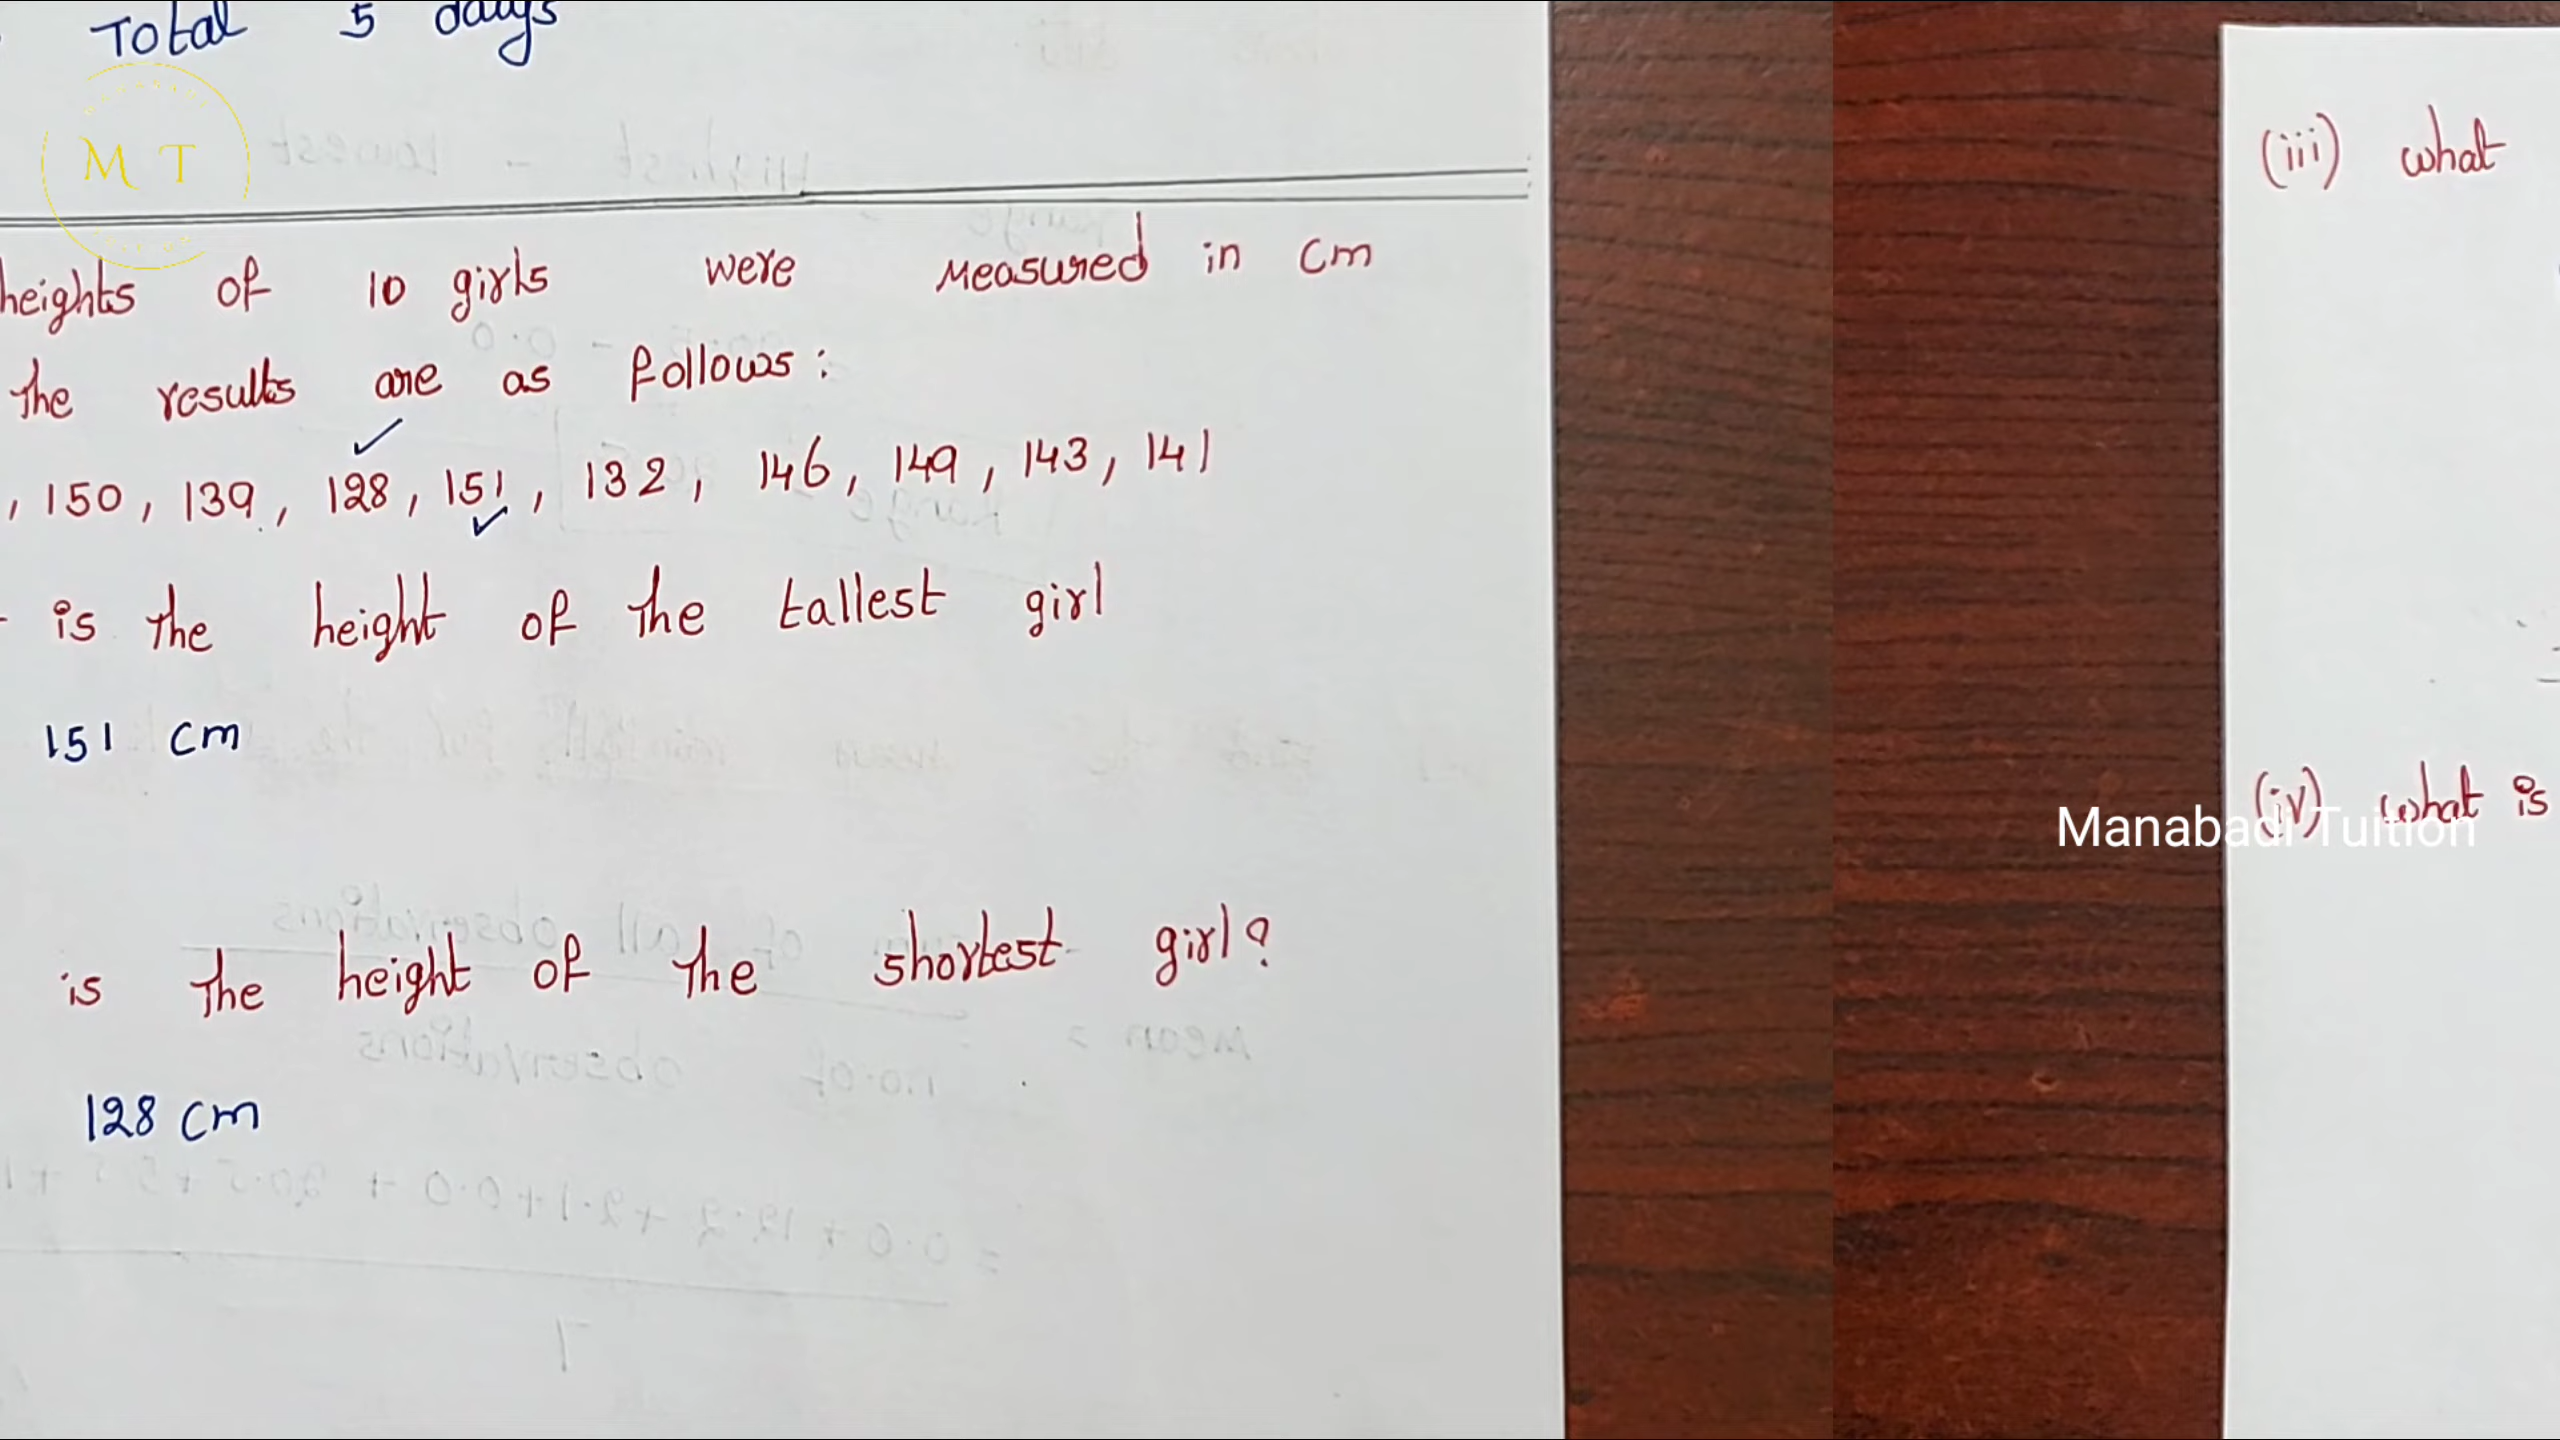 Total 5 days
M T
heights of 10 girls were Measured in cm
The results are as follows:
, 150, 139, 128, 151, 132, 146, 149, 143, 141
is the height of the tallest girl
151 cm
is the height of the shortest girl?
128 cm
(iii) what
(iv) what is
Manabadi Tuition